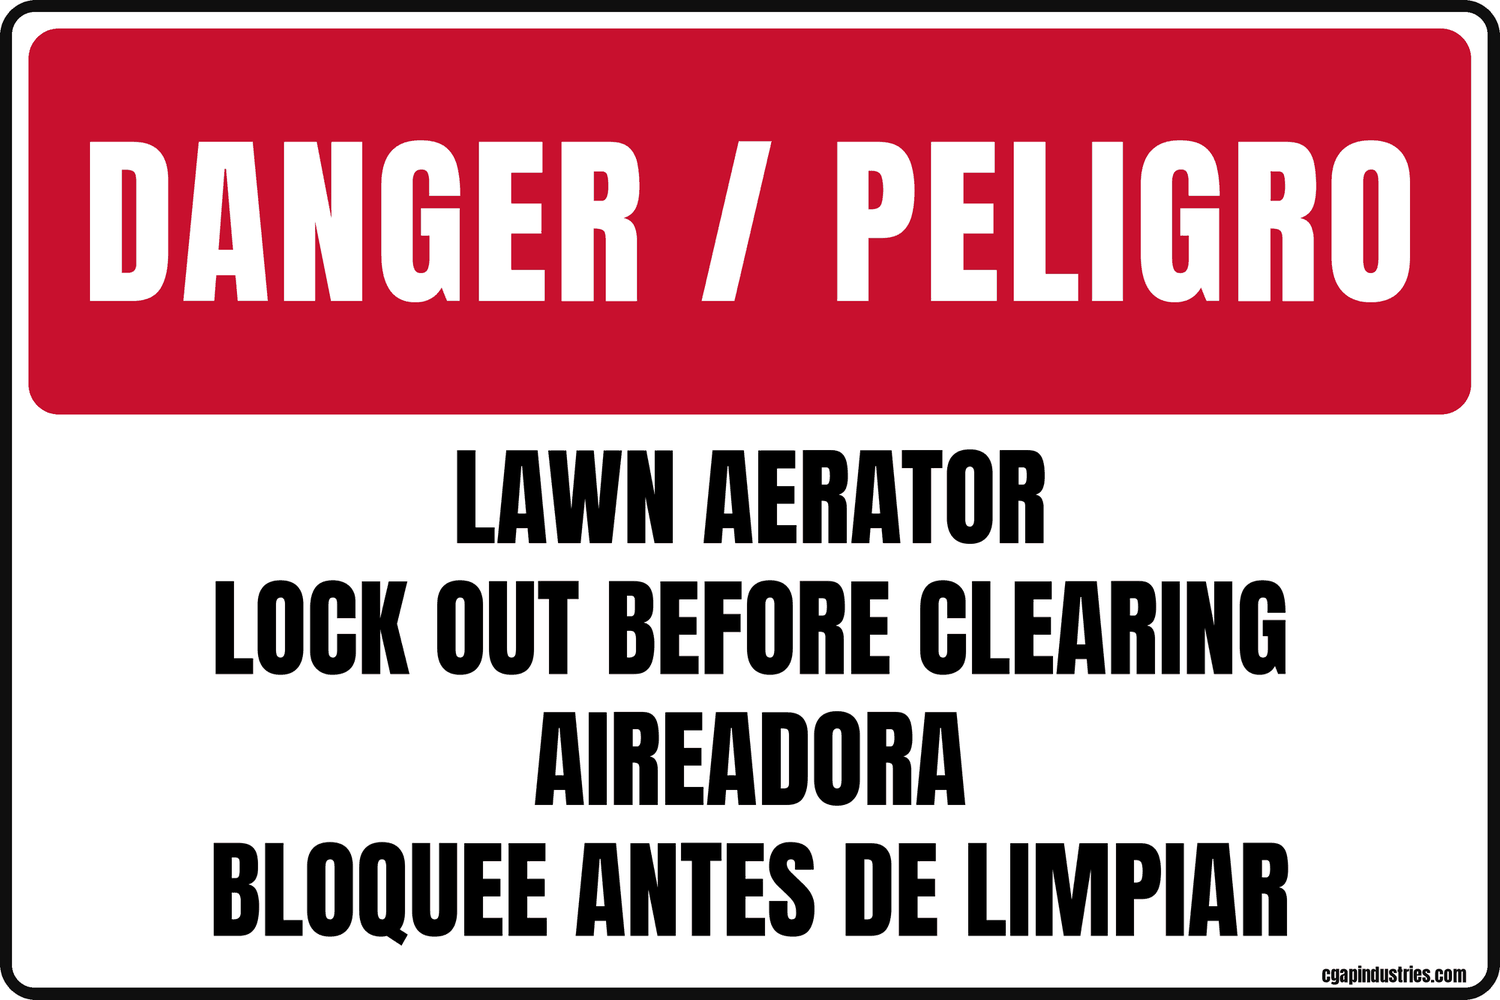 DANGER / PELIGRO
LAWN AERATOR
LOCK OUT BEFORE CLEARING
AIREADORA
BLOQUEE ANTES DE LIMPIAR
cgapindustries.com